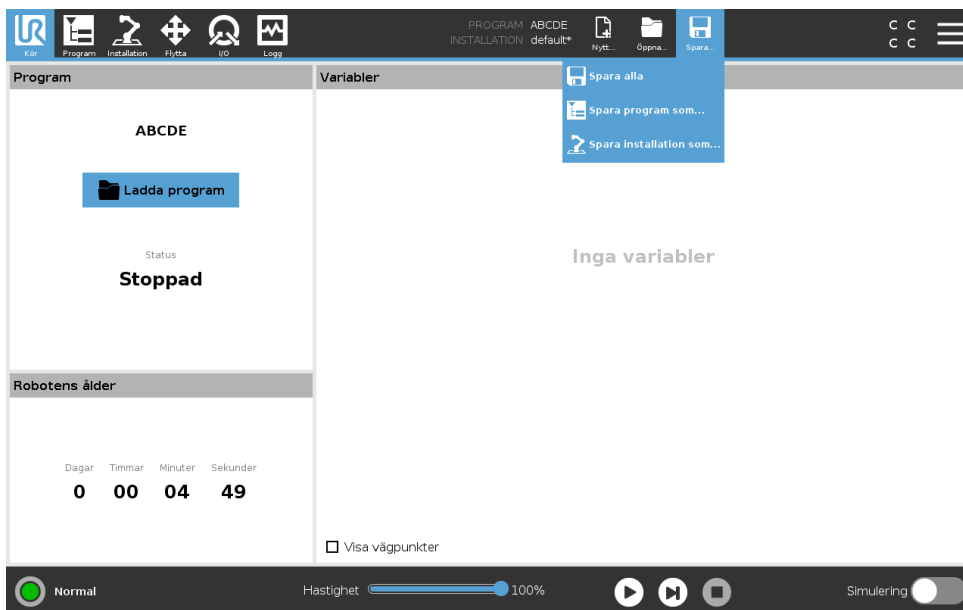 PROGRAM ABCDE
INSTALLATION default*
C C
C C
Kör Program Installation Flytta I/O Logg Nytt... Öppna... Spara...
Spara alla
Spara program som...
Spara installation som...
Program
ABCDE
Ladda program
Status
Stoppad
Variabler
Inga variabler
Robotens ålder
Dagar Timmar Minuter Sekunder
0 00 04 49
Visa vägpunkter
Normal Hastighet 100% Simulering